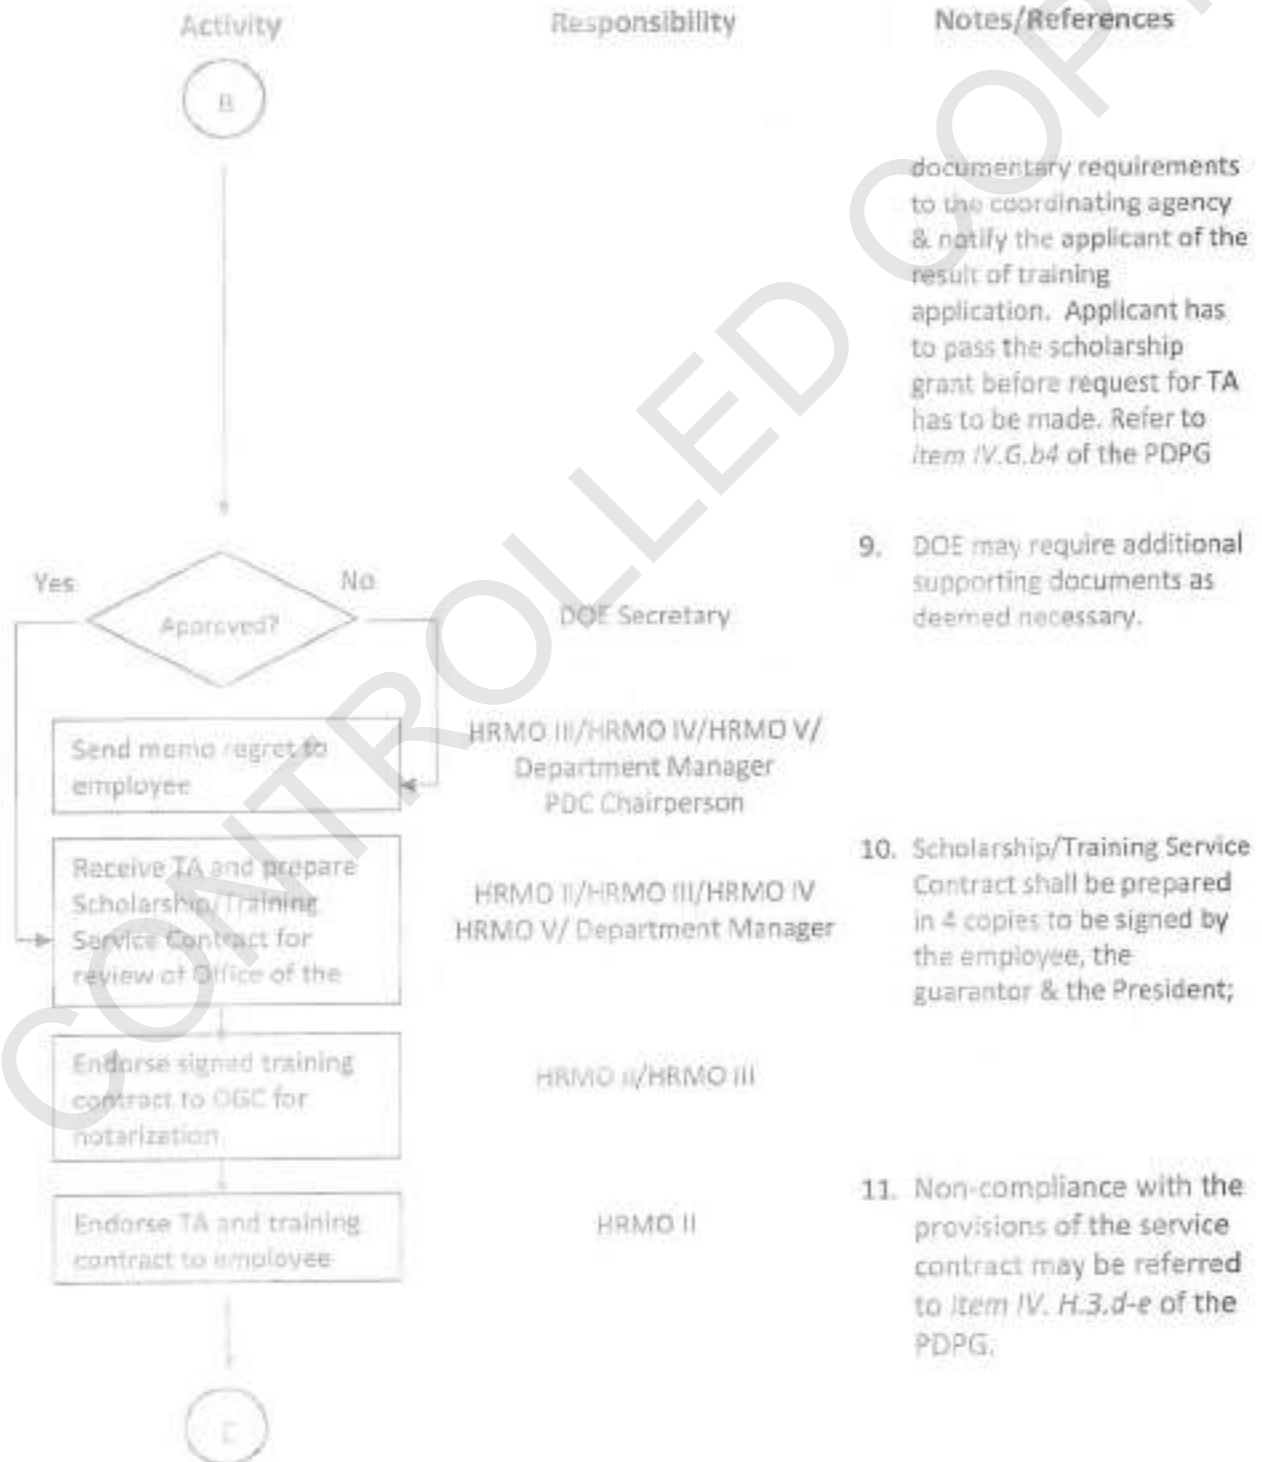 Activity
Responsibility
Notes/References
B
documentary requirements
to the coordinating agency
& notify the applicant of the
result of training
application. Applicant has
to pass the scholarship
grant before request for TA
has to be made. Refer to
item IV.G.b4 of the PDPG
Yes
No
Approved?
DOE Secretary
9. DOE may require additional
supporting documents as
deemed necessary.
Send memo regret to
employee
HRMO III/HRMO IV/HRMO V/
Department Manager
PDC Chairperson
Receive TA and prepare
Scholarship/Training
Service Contract for
review of Office of the
HRMO II/HRMO III/HRMO IV
HRMO V/ Department Manager
10. Scholarship/Training Service
Contract shall be prepared
in 4 copies to be signed by
the employee, the
guarantor & the President;
Endorse signed training
contract to OGC for
notarization
HRMO II/HRMO III
Endorse TA and training
contract to employee
HRMO II
11. Non-compliance with the
provisions of the service
contract may be referred
to Item IV. H.3.d-e of the
PDPG.
CONTROLLED COP